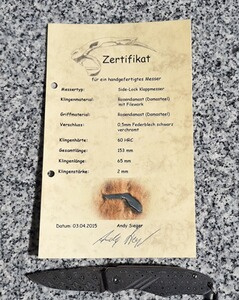 Zertifikat
für ein handgefertigtes Messer
Messertyp: Side-Lock Klappmesser
Klingenmaterial: Rosendamast (Damasteel)
mit Filework
Griffmaterial: Rosendamast (Damasteel)
Verschluss: 0,5mm Federblech schwarz
verchromt
Klingenhärte: 60 HRC
Gesamtlänge: 153 mm
Klingenlänge: 65 mm
Klingenstärke: 2 mm
Datum: 03.04.2015 Andy Sieger